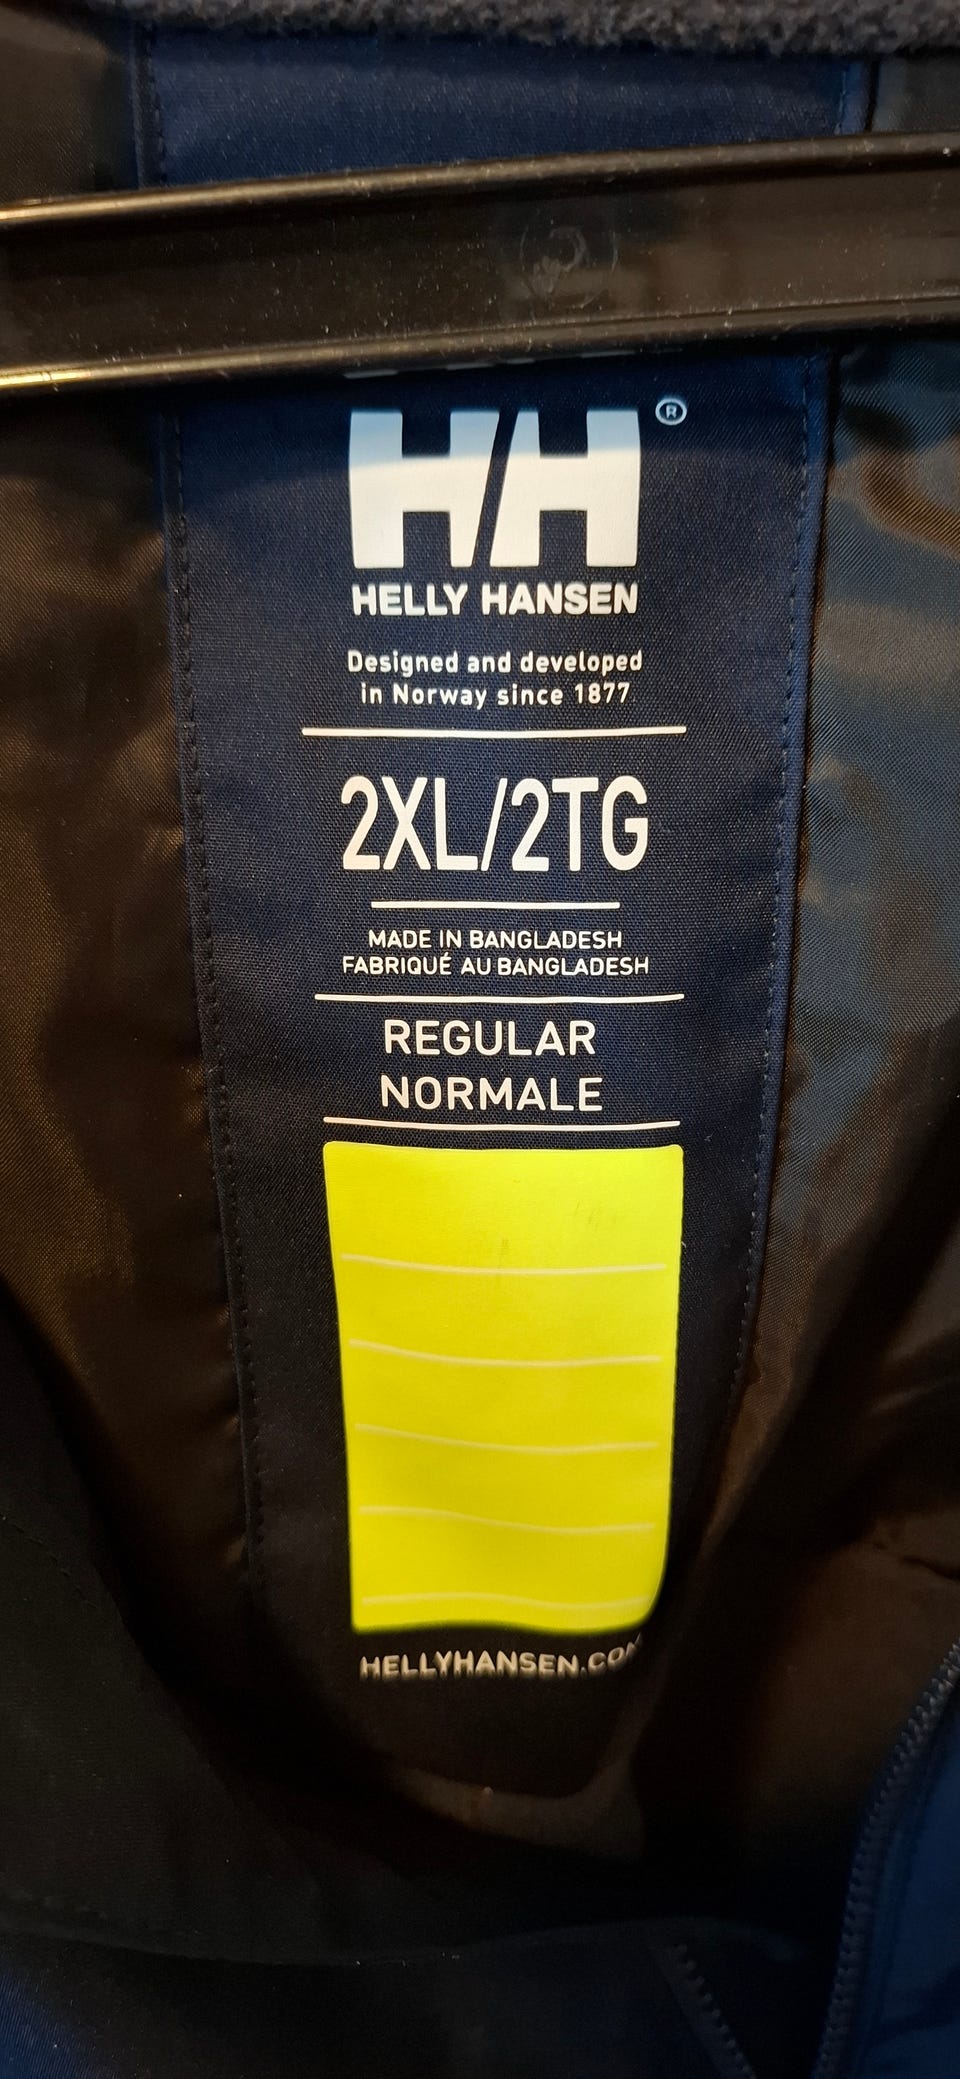 HH®
HELLY HANSEN
Designed and developed
in Norway since 1877
2XL/2TG
MADE IN BANGLADESH
FABRIQUÉ AU BANGLADESH
REGULAR
NORMALE
HELLYHANSEN.COM